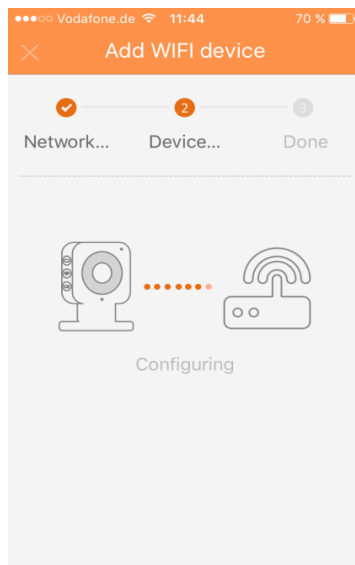 Vodafone.de 11:44 70 %
Add WIFI device
2 3
Network... Device... Done
Configuring